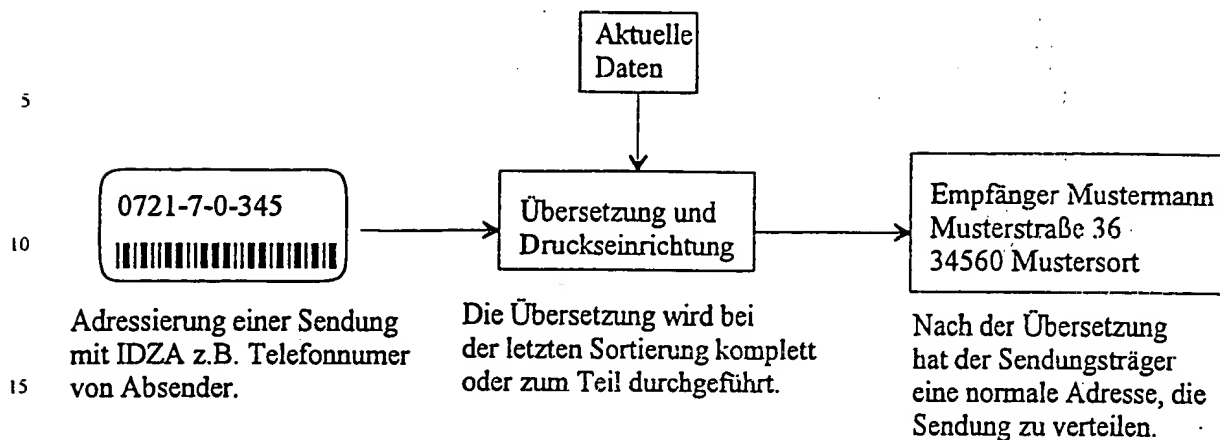 Aktuelle
Daten
5
0721-7-0-345
Übersetzung und
Druckseinrichtung
Empfänger Mustermann
Musterstraße 36
34560 Mustersort
10
Adressierung einer Sendung
mit IDZA z.B. Telefonnumer
von Absender.
15
Die Übersetzung wird bei
der letzten Sortierung komplett
oder zum Teil durchgeführt.
Nach der Übersetzung
hat der Sendungsträger
eine normale Adresse, die
Sendung zu verteilen.